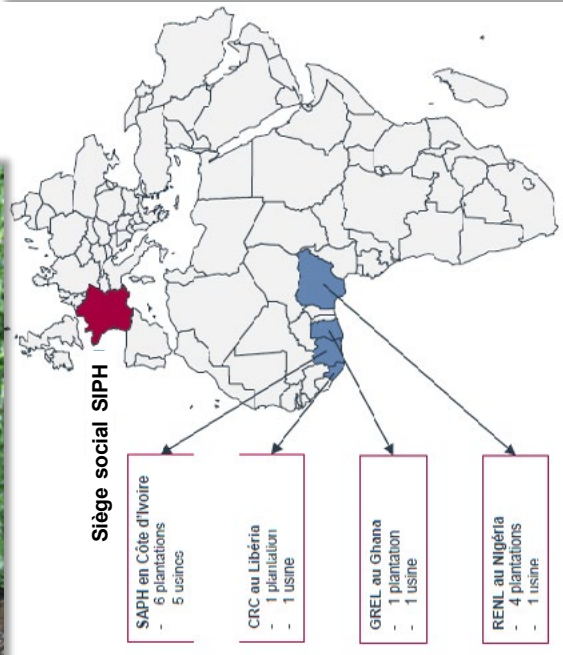 Siège social SIPH
SAPH en Côte d'Ivoire
- 6 plantations
5 usines
CRC au Libéria
- 1 plantation
- 1 usine
GREL au Ghana
- 1 plantation
- 1 usine
RENL au Nigéria
- 4 plantations
- 1 usine